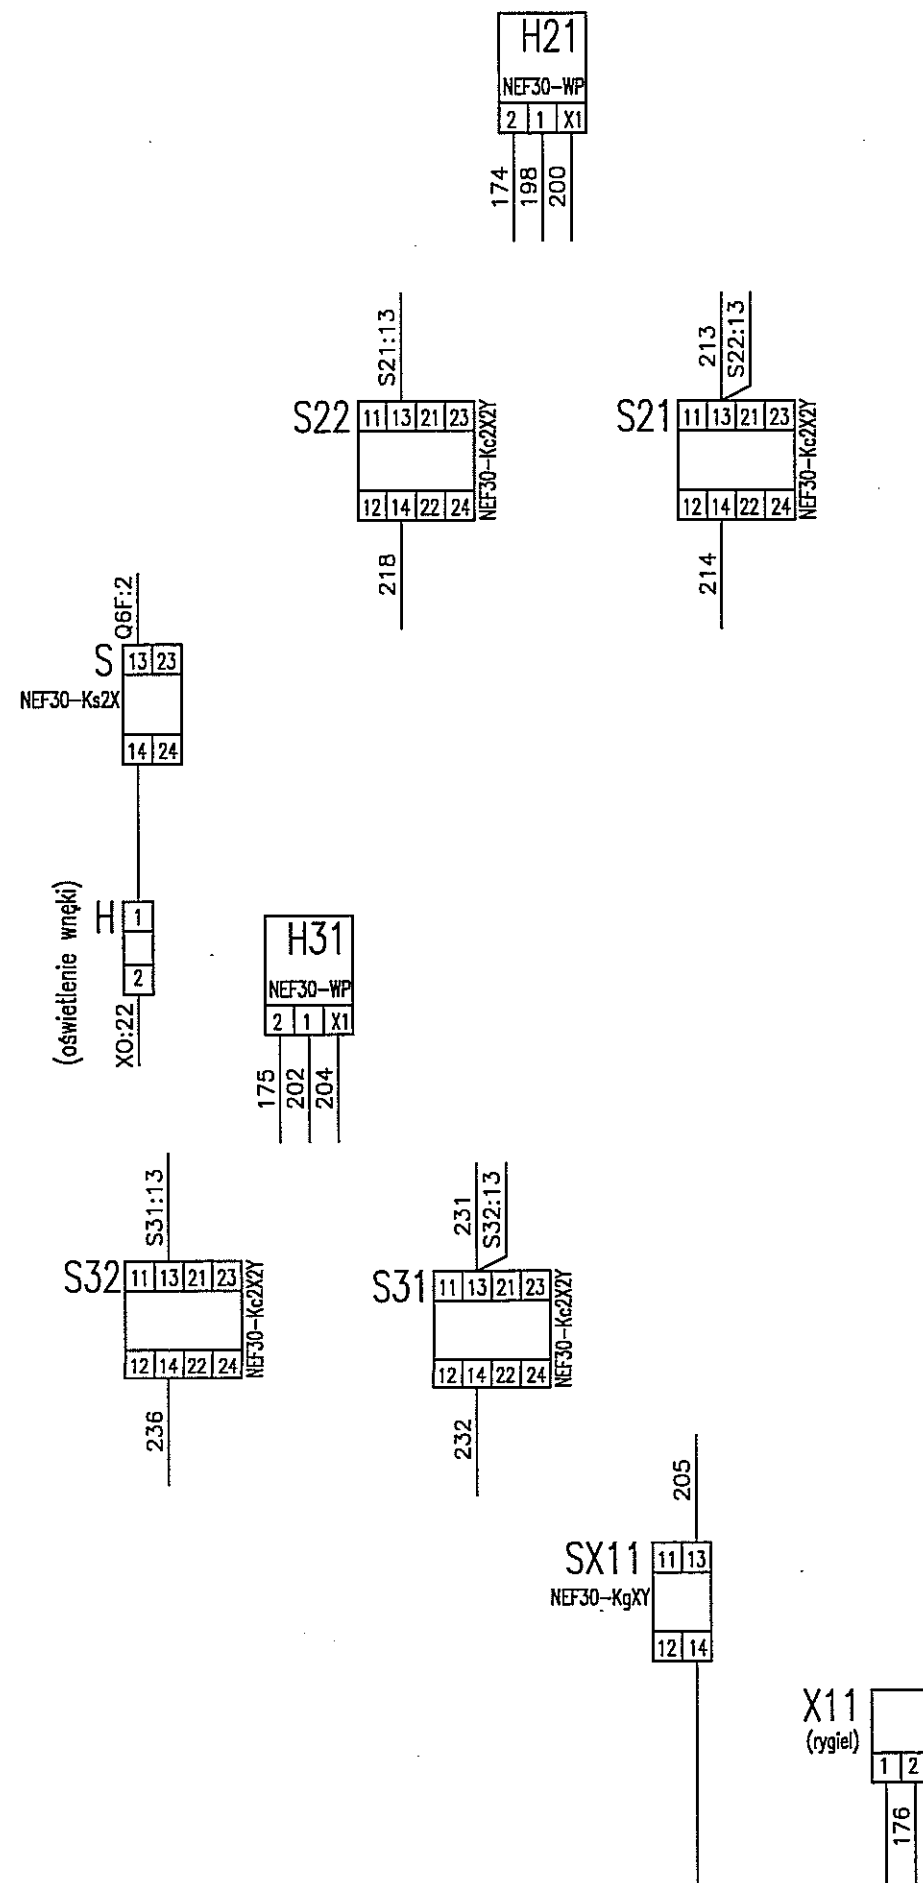 H21
NEF30-WP
2 1 X1
174
198
200
S21:13
S22
11 13 21 23
NEF30-Kc2X2Y
12 14 22 24
218
213
S22:13
S21
11 13 21 23
NEF30-Kc2X2Y
12 14 22 24
214
Q6F:2
S
13 23
NEF30-Ks2X
14 24
(oświetlenie wnęki)
H
1
2
XO:22
H31
NEF30-WP
2 1 X1
175
202
204
S31:13
S32
11 13 21 23
NEF30-Kc2X2Y
12 14 22 24
236
231
S32:13
S31
11 13 21 23
NEF30-Kc2X2Y
12 14 22 24
232
205
SX11
11 13
NEF30-KgXY
12 14
X11
(rygiel)
1 2
176